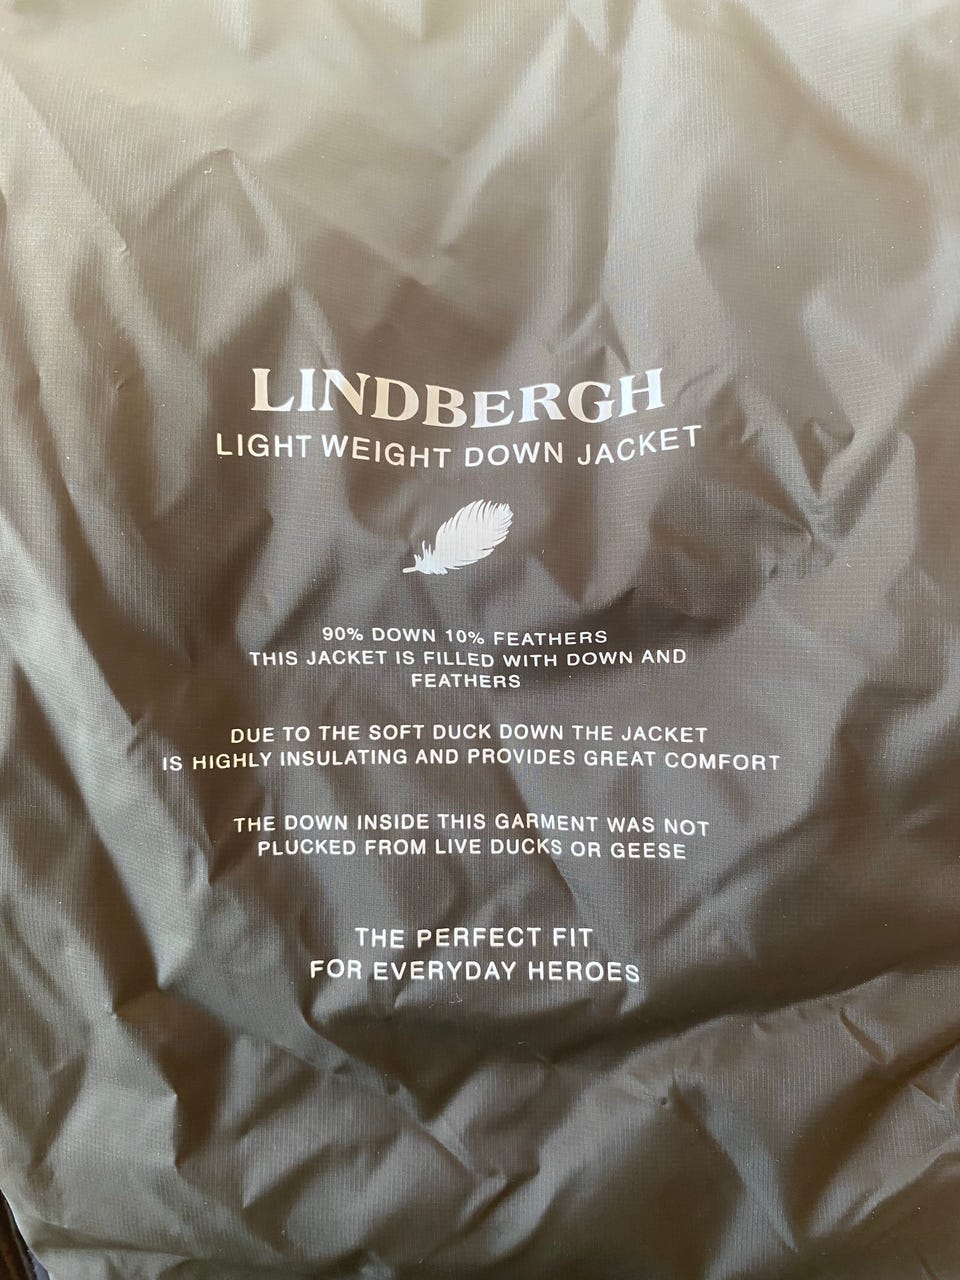 LINDBERGH
LIGHT WEIGHT DOWN JACKET
90% DOWN 10% FEATHERS
THIS JACKET IS FILLED WITH DOWN AND
FEATHERS
DUE TO THE SOFT DUCK DOWN THE JACKET
IS HIGHLY INSULATING AND PROVIDES GREAT COMFORT
THE DOWN INSIDE THIS GARMENT WAS NOT
PLUCKED FROM LIVE DUCKS OR GEESE
THE PERFECT FIT
FOR EVERYDAY HEROES